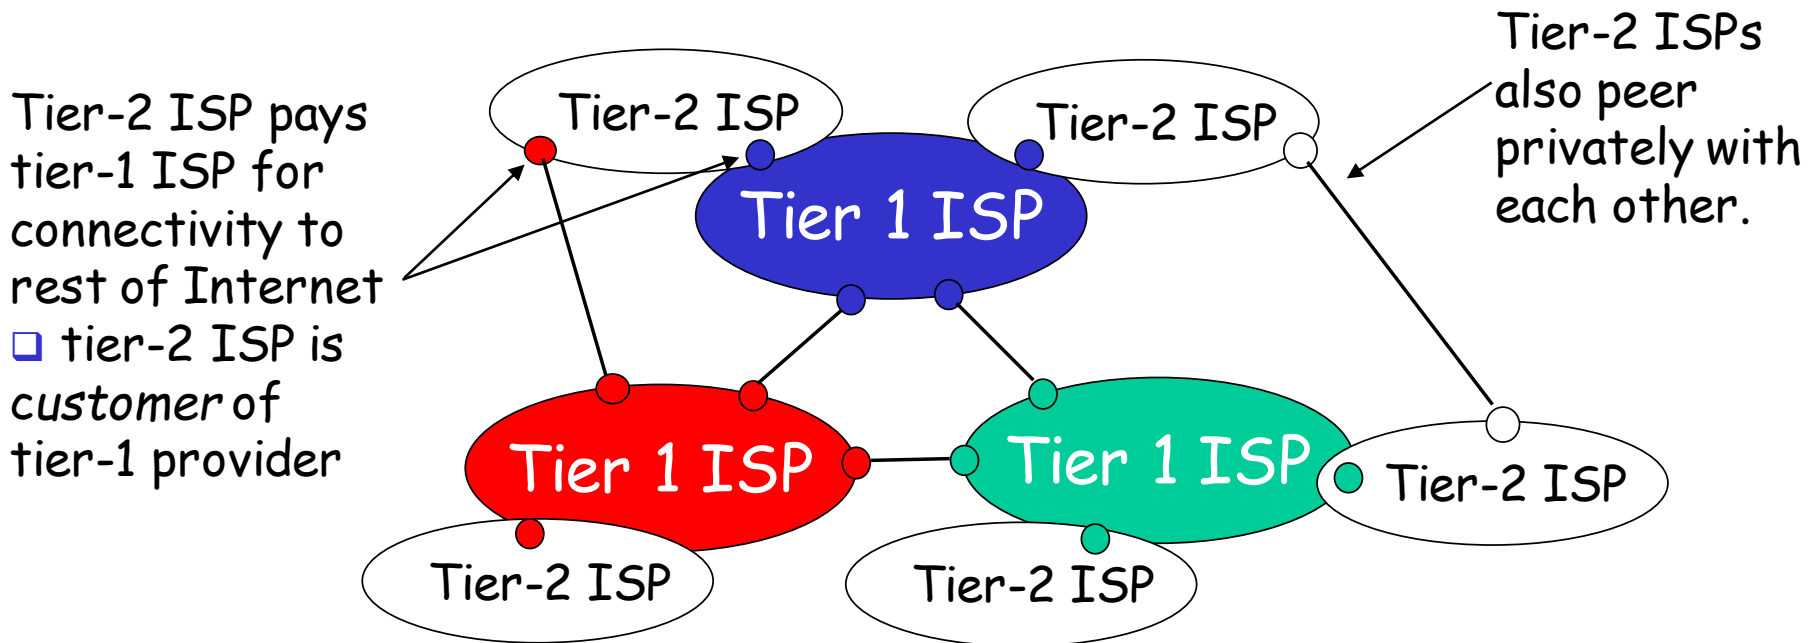 Tier-2 ISP pays
tier-1 ISP for
connectivity to
rest of Internet
❑ tier-2 ISP is
customer of
tier-1 provider
Tier-2 ISP
Tier-2 ISP
Tier-2 ISPs
also peer
privately with
each other.
Tier 1 ISP
Tier 1 ISP
Tier 1 ISP
Tier-2 ISP
Tier-2 ISP
Tier-2 ISP